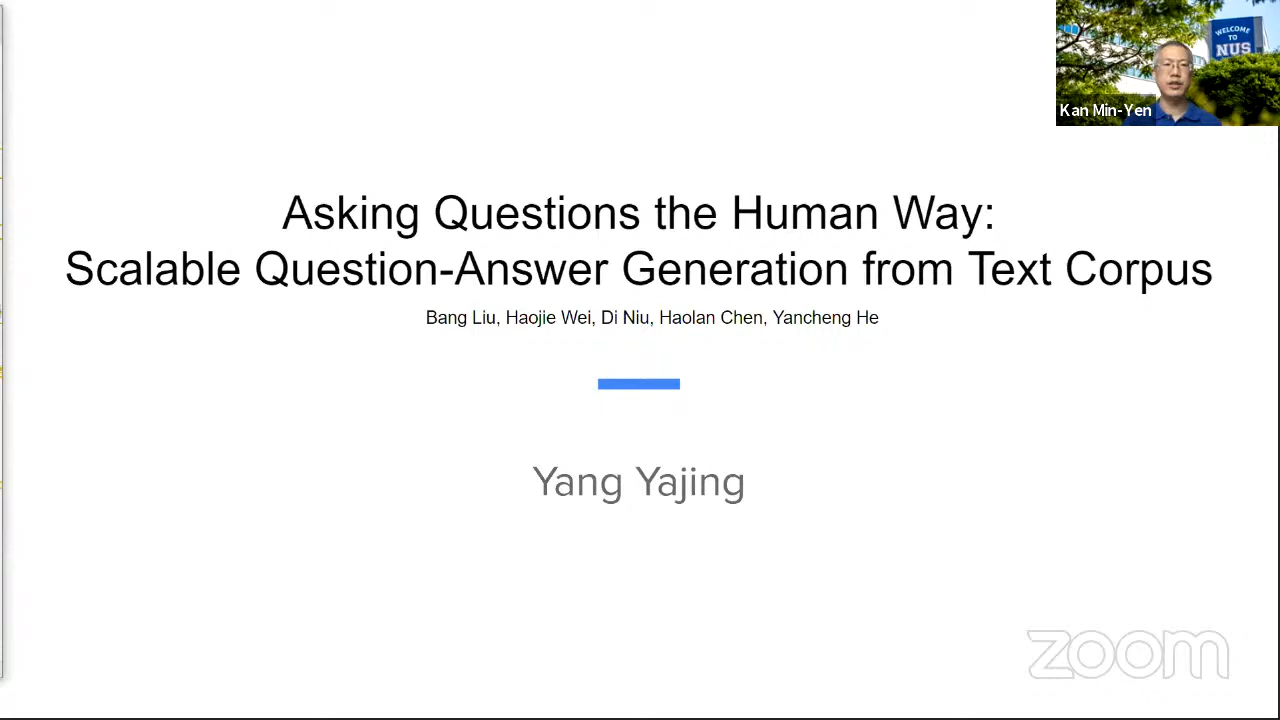 WELCOME
TO
NUS
Kan Min-Yen
Asking Questions the Human Way:
Scalable Question-Answer Generation from Text Corpus
Bang Liu, Haojie Wei, Di Niu, Haolan Chen, Yancheng He
Yang Yajing
zoom